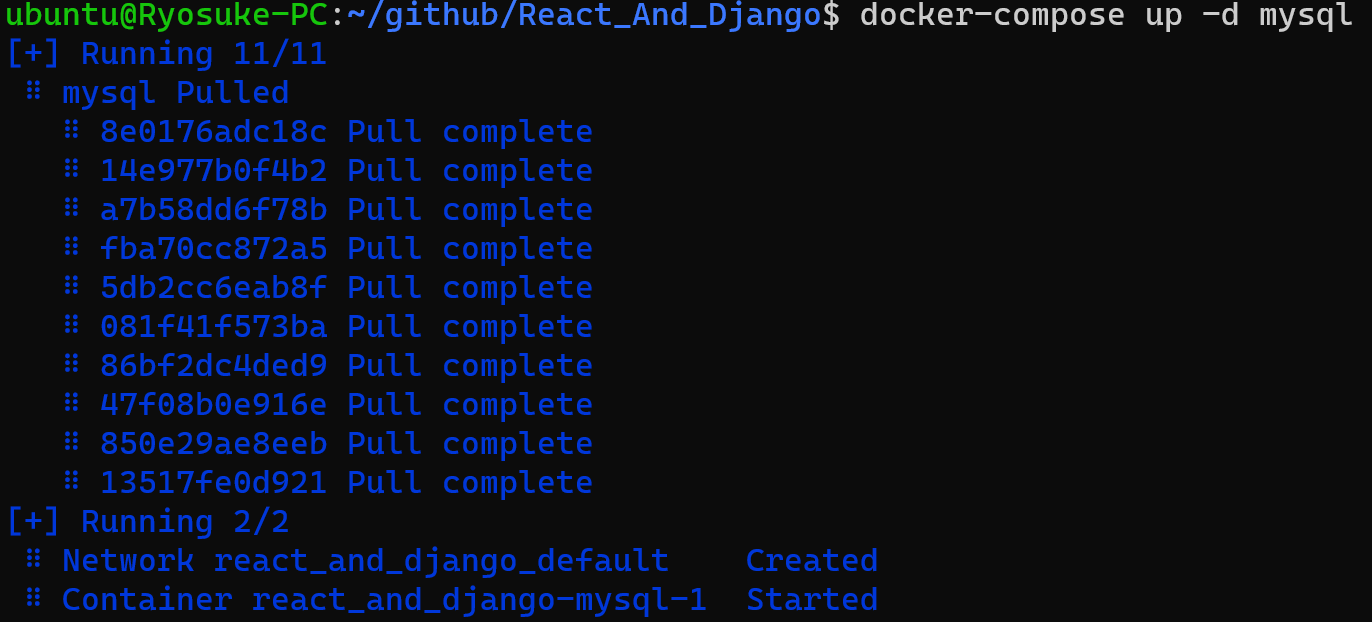 ubuntu@Ryosuke-PC:~/github/React_And_Django$ docker-compose up -d mysql
[+] Running 11/11
⠿ mysql Pulled
⠿ 8e0176adc18c Pull complete
⠿ 14e977b0f4b2 Pull complete
⠿ a7b58dd6f78b Pull complete
⠿ fba70cc872a5 Pull complete
⠿ 5db2cc6eab8f Pull complete
⠿ 081f41f573ba Pull complete
⠿ 86bf2dc4ded9 Pull complete
⠿ 47f08b0e916e Pull complete
⠿ 850e29ae8eeb Pull complete
⠿ 13517fe0d921 Pull complete
[+] Running 2/2
⠿ Network react_and_django_default Created
⠿ Container react_and_django-mysql-1 Started